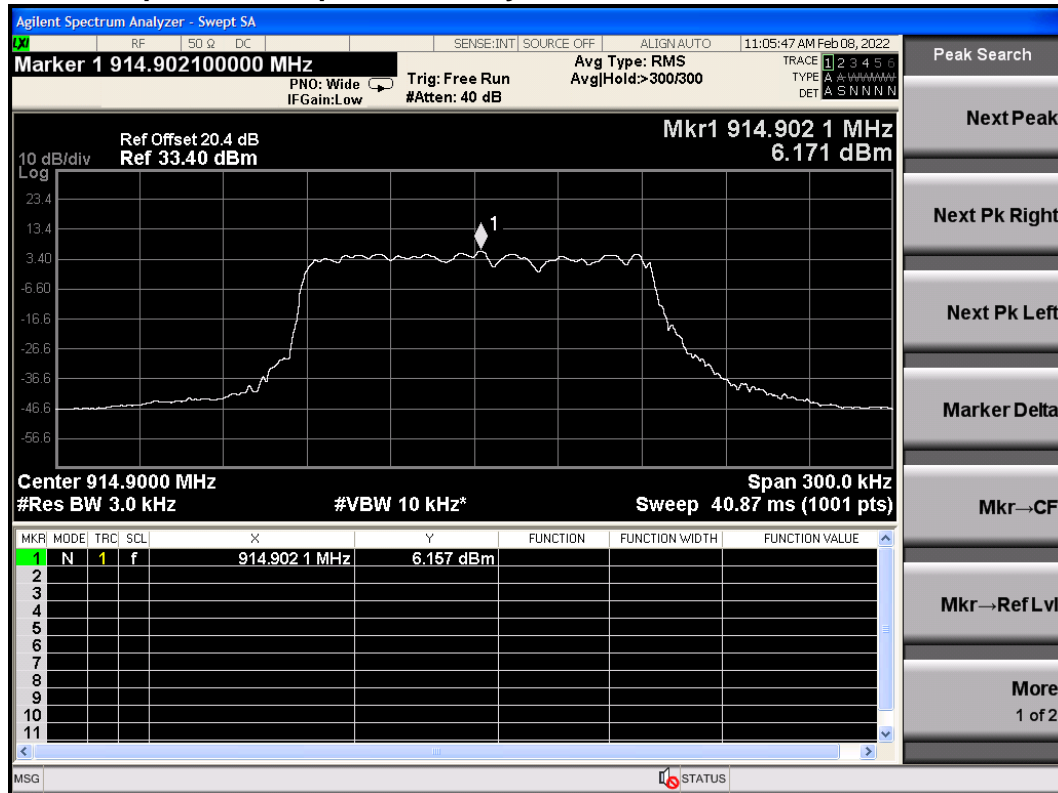 Agilent Spectrum Analyzer - Swept SA
LXI RF 50 Ω DC SENSE:INT SOURCE OFF ALIGN AUTO 11:05:47 AM Feb 08, 2022
Marker 1 914.902100000 MHz
PNO: Wide
IFGain:Low
Trig: Free Run
#Atten: 40 dB
Avg Type: RMS
Avg|Hold:>300/300
TRACE 1 2 3 4 5 6
TYPE A A WWWWW
DET A S N N N N
Ref Offset 20.4 dB
10 dB/div Ref 33.40 dBm
Log
Mkr1 914.902 1 MHz
6.171 dBm
23.4
13.4
3.40
-6.60
-16.6
-26.6
-36.6
-46.6
-56.6
1
Center 914.9000 MHz Span 300.0 kHz
#Res BW 3.0 kHz #VBW 10 kHz* Sweep 40.87 ms (1001 pts)
MKR MODE TRC SCL X Y FUNCTION FUNCTION WIDTH FUNCTION VALUE
1 N 1 f 914.902 1 MHz 6.157 dBm
2
3
4
5
6
7
8
9
10
11
MSG STATUS
Peak Search
Next Peak
Next Pk Right
Next Pk Left
Marker Delta
Mkr→CF
Mkr→Ref Lvl
More
1 of 2